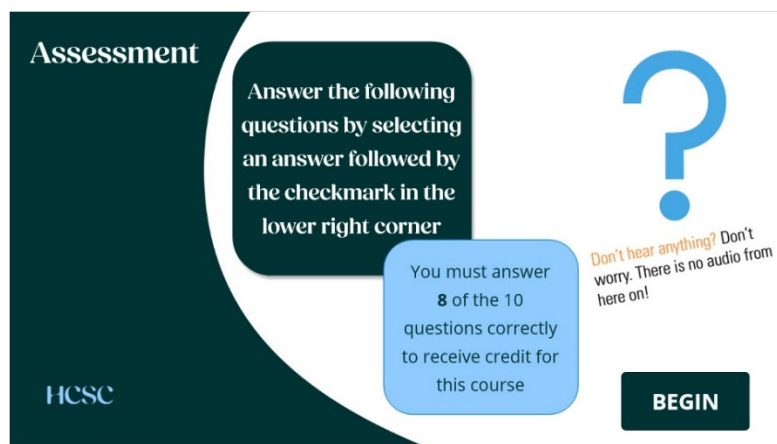 Assessment
Answer the following
questions by selecting
an answer followed by
the checkmark in the
lower right corner
You must answer
8 of the 10
questions correctly
to receive credit for
this course
Don't hear anything? Don't
worry. There is no audio from
here on!
HCSC
BEGIN